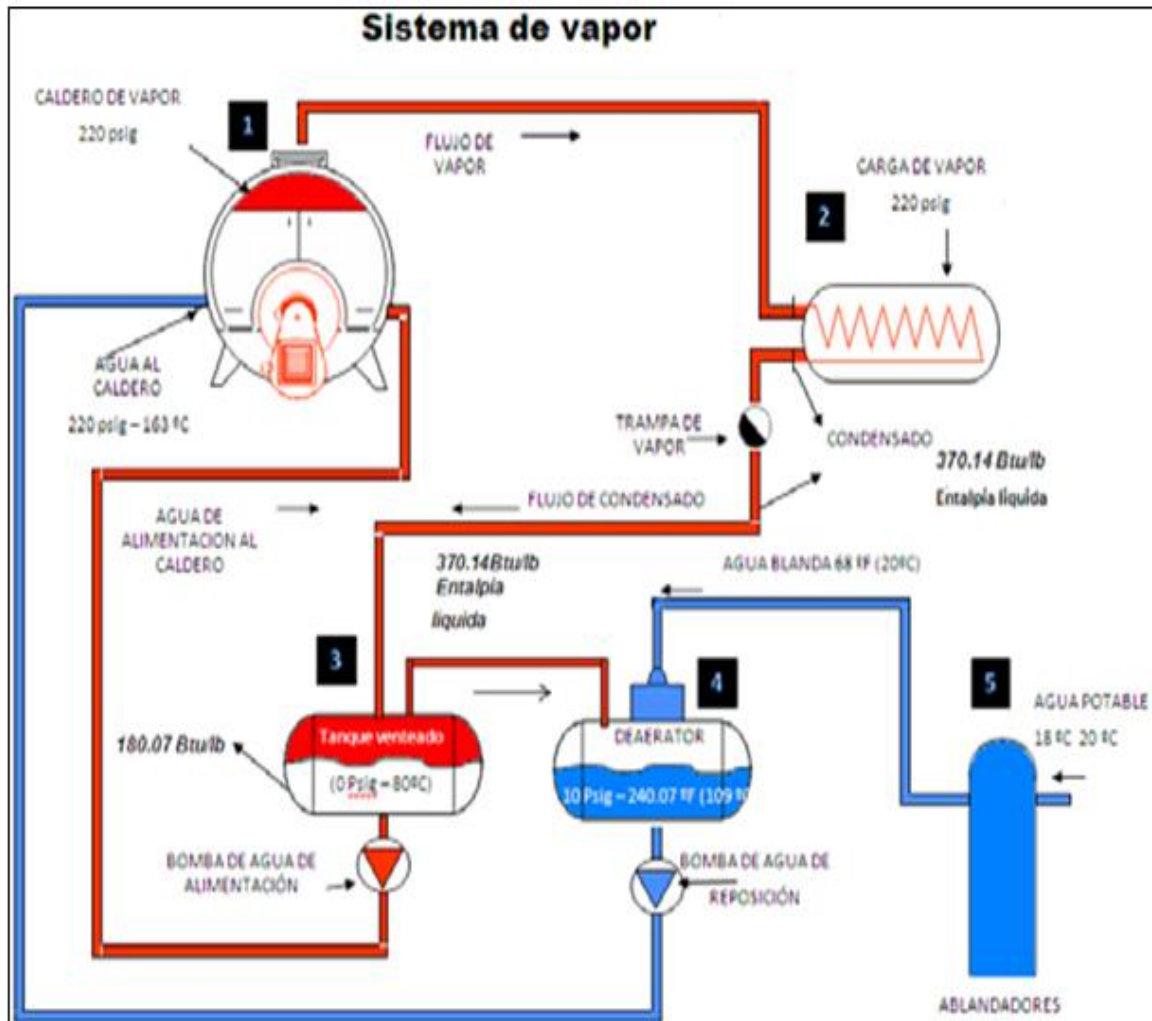 Sistema de vapor
CALDERO DE VAPOR
220 psig
1
FLUJO DE
VAPOR
CARGA DE VAPOR
220 psig
2
AGUA AL
CALDERO
220 psig – 163 ºC
TRAMPA DE
VAPOR
CONDENSADO
370.14 Btu/lb
Entalpía líquida
FLUJO DE CONDENSADO
AGUA DE
ALIMENTACION AL
CALDERO
370.14Btu/lb
Entalpía
líquida
AGUA BLANDA 68 ºF (20ºC)
3
4
5
AGUA POTABLE
18 ºC 20 ºC
180.07 Btu/lb
Tanque venteado
(0 Psig – 80ºC)
DEAERATOR
10 Psig – 240.07 ºF (109 º
BOMBA DE AGUA DE
ALIMENTACIÓN
BOMBA DE AGUA DE
REPOSICIÓN
ABLANDADORES